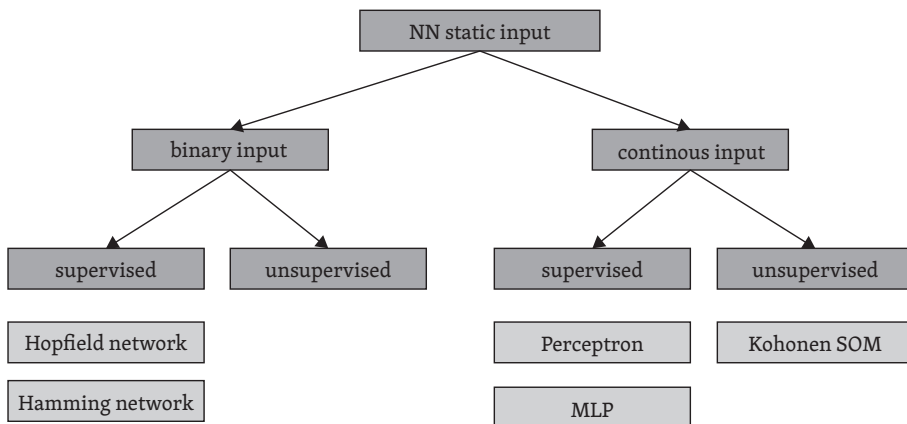 NN static input
binary input
continous input
supervised
unsupervised
supervised
unsupervised
Hopfield network
Perceptron
Kohonen SOM
Hamming network
MLP